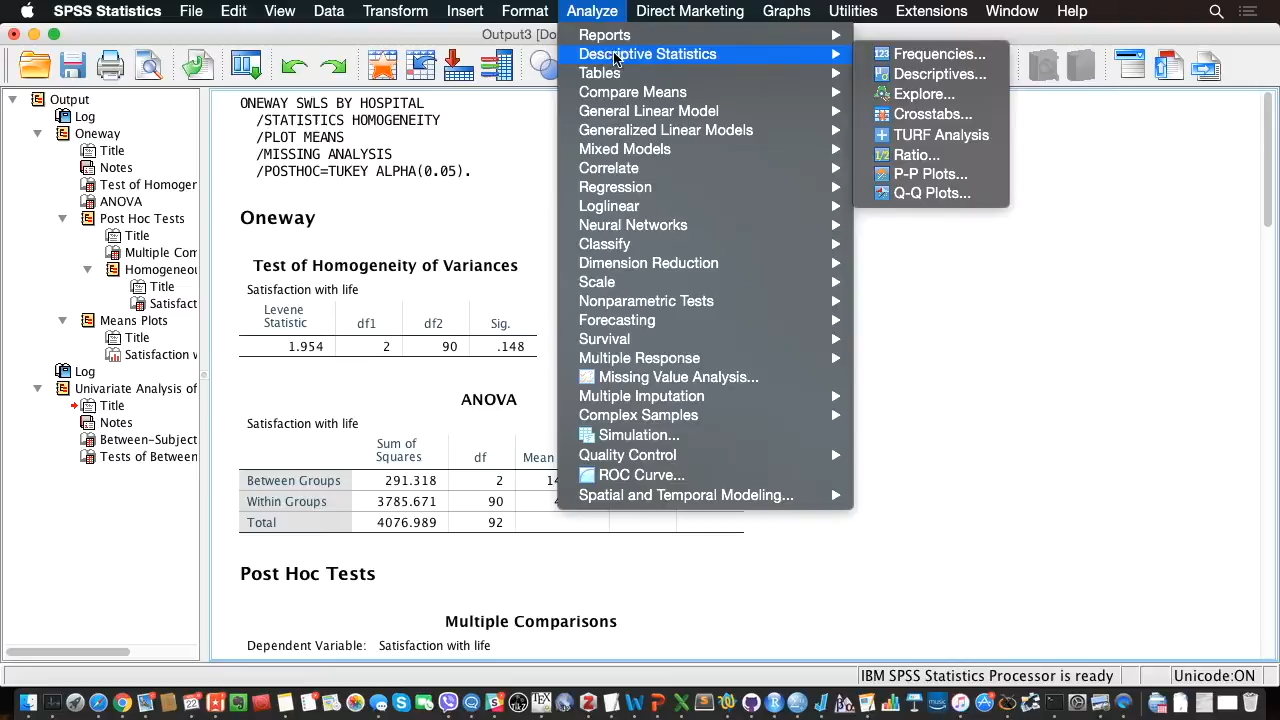 SPSS Statistics File Edit View Data Transform Insert Format Analyze Direct Marketing Graphs Utilities Extensions Window Help
Reports
Descriptive Statistics
Tables
Compare Means
General Linear Model
Generalized Linear Models
Mixed Models
Correlate
Regression
Loglinear
Neural Networks
Classify
Dimension Reduction
Scale
Nonparametric Tests
Forecasting
Survival
Multiple Response
Missing Value Analysis...
Multiple Imputation
Complex Samples
Simulation...
Quality Control
ROC Curve...
Spatial and Temporal Modeling...
Frequencies...
Descriptives...
Explore...
Crosstabs...
TURF Analysis
Ratio...
P-P Plots...
Q-Q Plots...
Output
Log
Oneway
Title
Notes
Test of Homoger
ANOVA
Post Hoc Tests
Title
Multiple Com
Homogeneou
Title
Satisfact
Means Plots
Title
Satisfaction w
Log
Univariate Analysis of
Title
Notes
Between-Subject
Tests of Between
Output3 [Do
ONEWAY SWLS BY HOSPITAL
/STATISTICS HOMOGENEITY
/PLOT MEANS
/MISSING ANALYSIS
/POSTHOC=TUKEY ALPHA(0.05).
Oneway
Test of Homogeneity of Variances
Satisfaction with life
Levene Statistic df1 df2 Sig.
1.954 2 90 .148
ANOVA
Satisfaction with life
Sum of Squares df Mean
Between Groups 291.318 2
Within Groups 3785.671 90
Total 4076.989 92
Post Hoc Tests
Multiple Comparisons
Dependent Variable: Satisfaction with life
IBM SPSS Statistics Processor is ready Unicode:ON